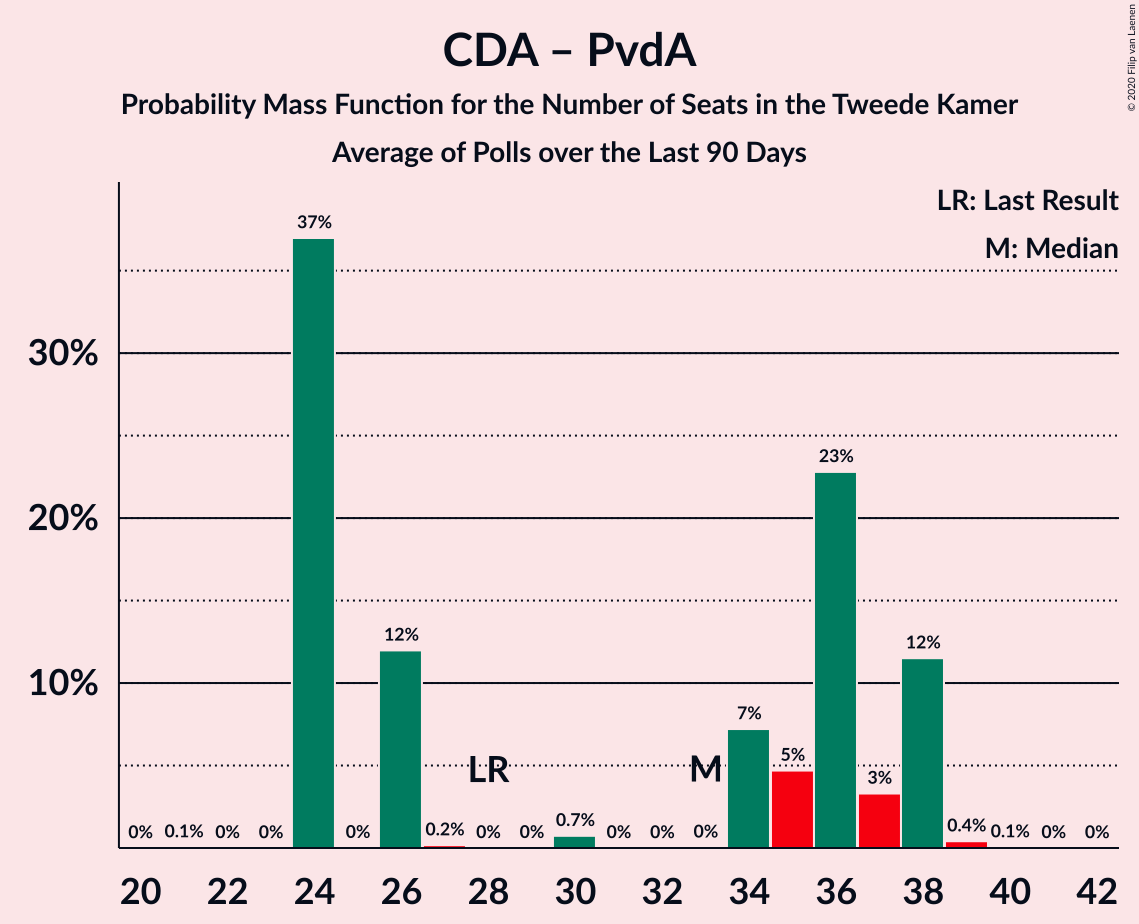 CDA – PvdA
Probability Mass Function for the Number of Seats in the Tweede Kamer
Average of Polls over the Last 90 Days
© 2020 Filip van Laenen
LR: Last Result
M: Median
30%
20%
10%
0%
0.1%
0%
0%
37%
0%
12%
0.2%
0%
0%
0.7%
0%
0%
0%
7%
5%
23%
3%
12%
0.4%
0.1%
0%
0%
LR
M
20 22 24 26 28 30 32 34 36 38 40 42